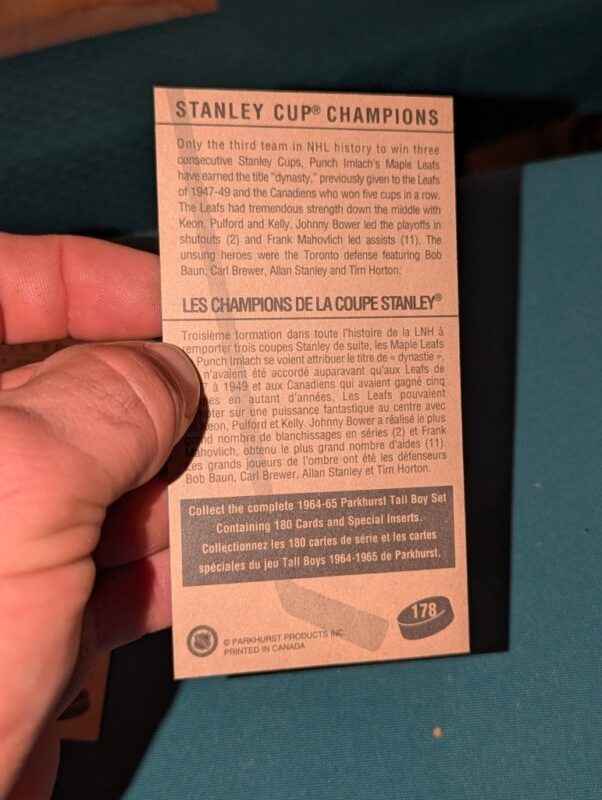 STANLEY CUP® CHAMPIONS
Only the third team in NHL history to win three
consecutive Stanley Cups, Punch Imlach's Maple Leafs
have earned the title "dynasty," previously given to the Leafs
of 1947-49 and the Canadiens who won five cups in a row.
The Leafs had tremendous strength down the middle with
Keon, Pulford and Kelly. Johnny Bower led the playoffs in
shutouts (2) and Frank Mahovlich led assists (11). The
unsung heroes were the Toronto defense featuring Bob
Baun, Carl Brewer, Allan Stanley and Tim Horton.
LES CHAMPIONS DE LA COUPE STANLEY®
Troisième formation dans toute l'histoire de la LNH à
remporter trois coupes Stanley de suite, les Maple Leafs
Punch Imlach se voient attribuer le titre de « dynastie »,
n'avaient été accordé auparavant qu'aux Leafs de
à 1949 et aux Canadiens qui avaient gagné cinq
en autant d'années. Les Leafs pouvaient
sur une puissance fantastique au centre avec
Keon, Pulford et Kelly. Johnny Bower a réalisé le plus
nombre de blanchissages en séries (2) et Frank
Mahovlich, obtenu le plus grand nombre d'aides (11).
Les grands joueurs de l'ombre ont été les défenseurs
Bob Baun, Carl Brewer, Allan Stanley et Tim Horton.
Collect the complete 1964-65 Parkhurst Tall Boy Set
Containing 180 Cards and Special Inserts.
Collectionnez les 180 cartes de série et les cartes
spéciales du jeu Tall Boys 1964-1965 de Parkhurst.
178
© PARKHURST PRODUCTS INC.
PRINTED IN CANADA